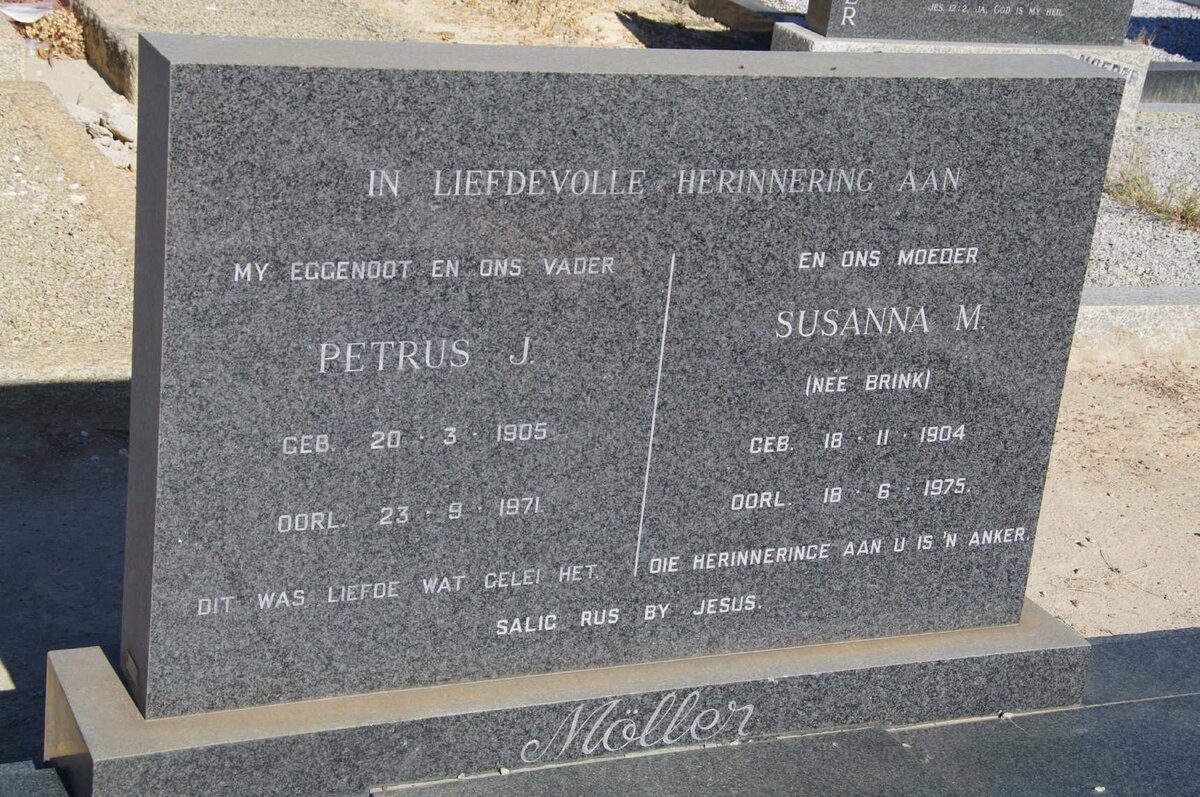 JES. 12:2. JA, GOD IS MY HEIL.
IN LIEFDEVOLLE HERINNERING AAN
MY EGGENOOT EN ONS VADER
PETRUS J.
GEB. 20 · 3 · 1905
OORL. 23 · 9 · 1971.
DIT WAS LIEFDE WAT GELEI HET.
EN ONS MOEDER
SUSANNA M.
(NÉE BRINK)
GEB. 18 · 11 · 1904
OORL. 18 · 6 · 1975.
DIE HERINNERINGE AAN U IS 'N ANKER.
SALIG RUS BY JESUS.
Möller